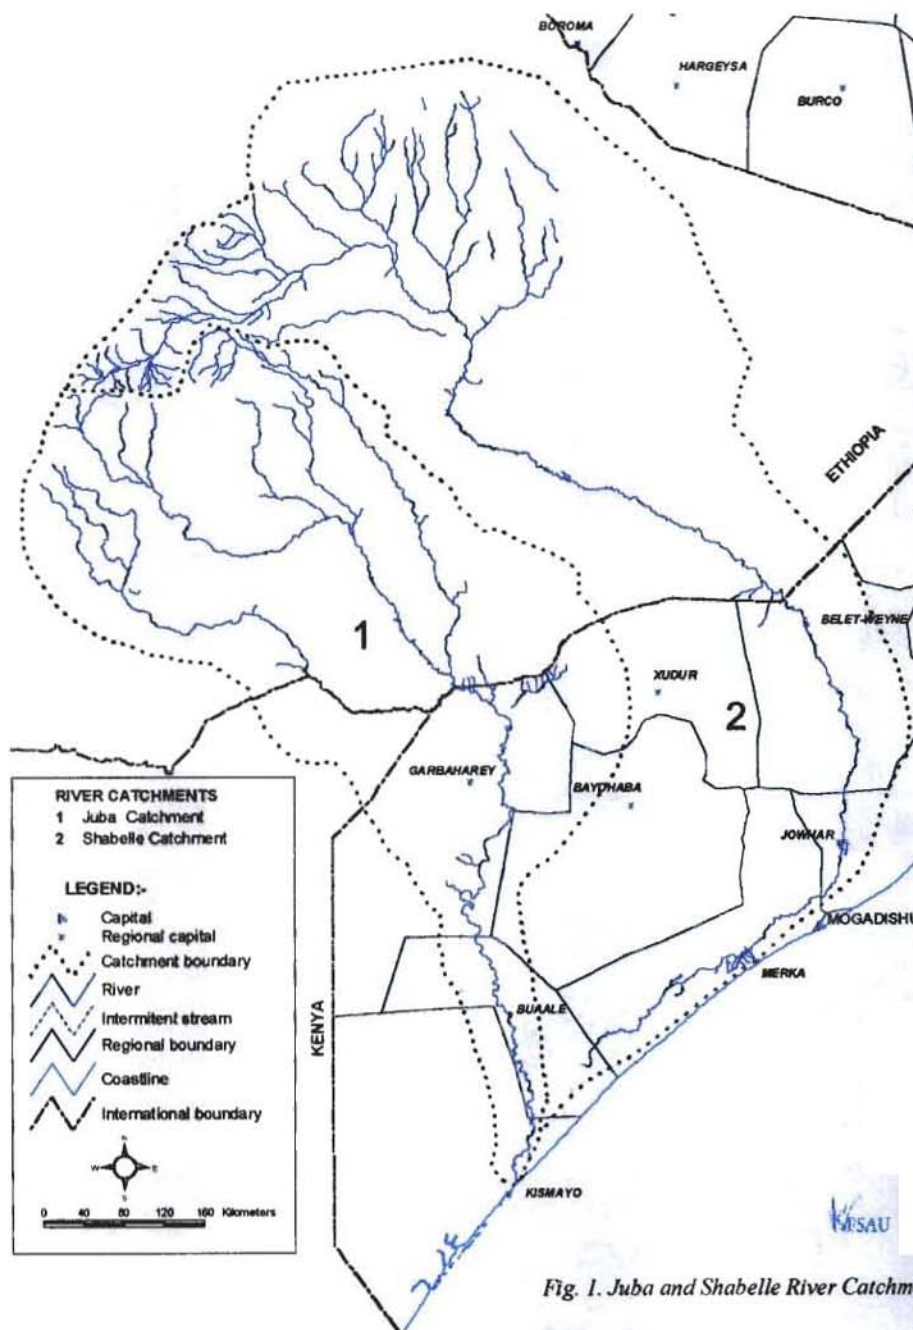 BOROMA
HARGEYSA
BURCO
ETHIOPIA
BELET-WEYNE
1
XUDUR
2
GARBAHAREY
BAYDHABA
JOWHAR
MOGADISHU
MERKA
BUAALE
KENYA
KISMAYO
RIVER CATCHMENTS
1 Juba Catchment
2 Shabelle Catchment
LEGEND:-
Capital
Regional capital
Catchment boundary
River
Intermitent stream
Regional boundary
Coastline
International boundary
N
W E
S
0 40 80 120 160 Kilometers
Fig. 1. Juba and Shabelle River Catchm